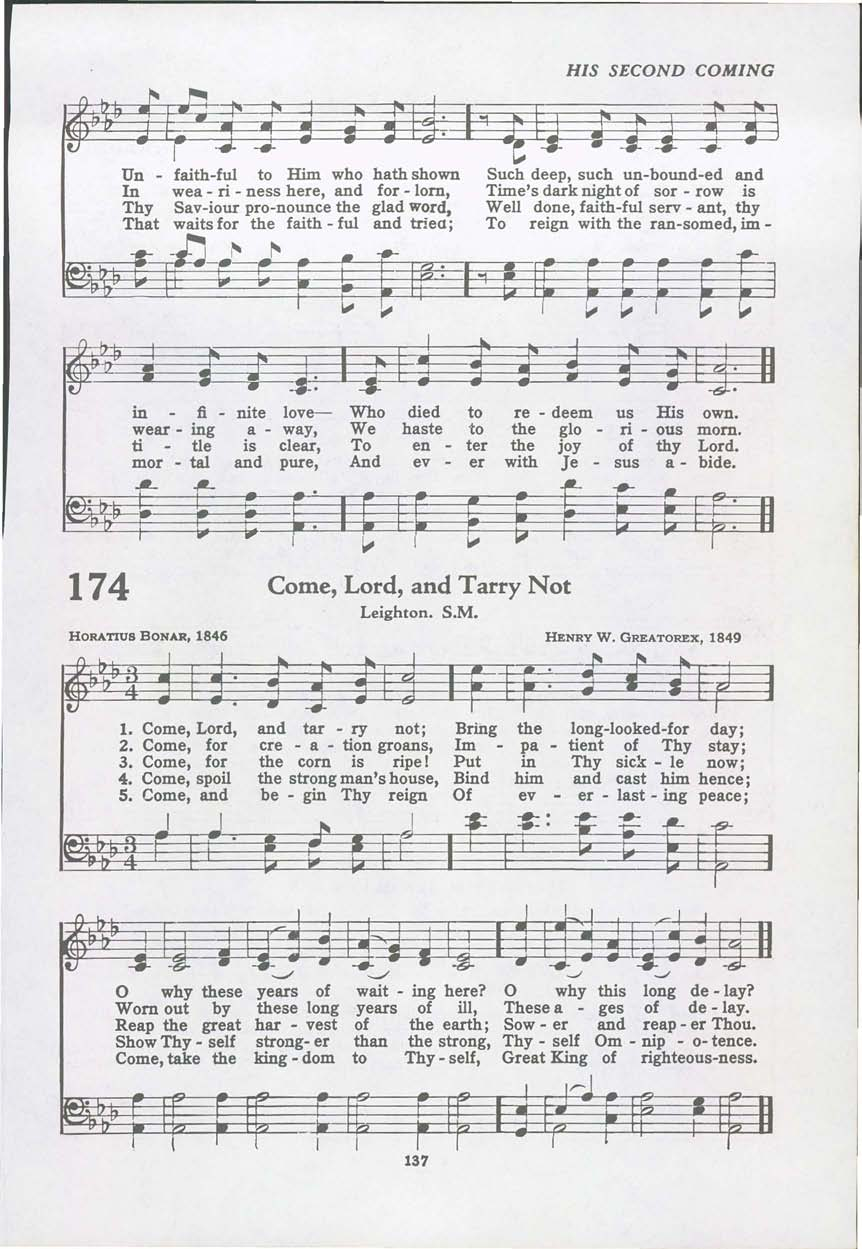 HIS SECOND COMING
Un - faith-ful to Him who hath shown Such deep, such un-bound-ed and
In wea - ri - ness here, and for - lorn, Time's dark night of sor - row is
Thy Sav-iour pro-nounce the glad word, Well done, faith-ful serv - ant, thy
That waits for the faith - ful and tried; To reign with the ran-somed, im -
in - fi - nite love— Who died to re - deem us His own.
wear - ing a - way, We haste to the glo - ri - ous morn.
ti - tle is clear, To en - ter the joy of thy Lord.
mor - tal and pure, And ev - er with Je - sus a - bide.
174 Come, Lord, and Tarry Not
Leighton. S.M.
HORATIUS BONAR, 1846 HENRY W. GREATOREX, 1849
3
4
1. Come, Lord, and tar - ry not; Bring the long-looked-for day;
2. Come, for cre - a - tion groans, Im - pa - tient of Thy stay;
3. Come, for the corn is ripe! Put in Thy sick - le now;
4. Come, spoil the strong man's house, Bind him and cast him hence;
5. Come, and be - gin Thy reign Of ev - er - last - ing peace;
3
4
O why these years of wait - ing here? O why this long de - lay?
Worn out by these long years of ill, These a - ges of de - lay.
Reap the great har - vest of the earth; Sow - er and reap - er Thou.
Show Thy - self strong- er than the strong, Thy - self Om - nip - o - tence.
Come, take the king - dom to Thy - self, Great King of righteous-ness.
137